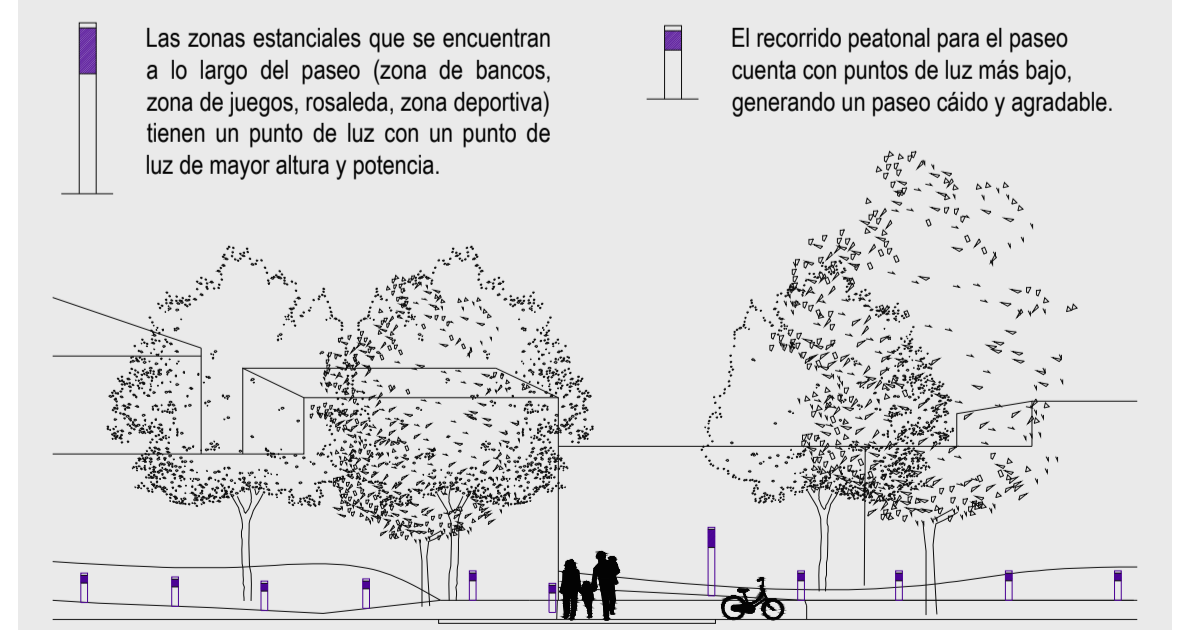 Las zonas estanciales que se encuentran
a lo largo del paseo (zona de bancos,
zona de juegos, rosaleda, zona deportiva)
tienen un punto de luz con un punto de
luz de mayor altura y potencia.
El recorrido peatonal para el paseo
cuenta con puntos de luz más bajo,
generando un paseo cáido y agradable.